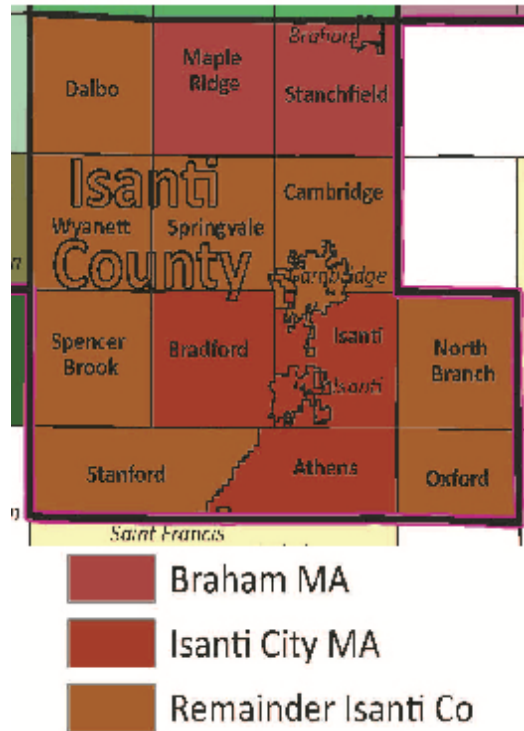 Braham
Maple
Ridge
Dalbo
Stanchfield
Isanti
Cambridge
Wyanett
Springvale
County
Cambridge
Spencer
Brook
Bradford
Isanti
North
Branch
Isanti
Stanford
Athens
Oxford
Saint Francis
Braham MA
Isanti City MA
Remainder Isanti Co